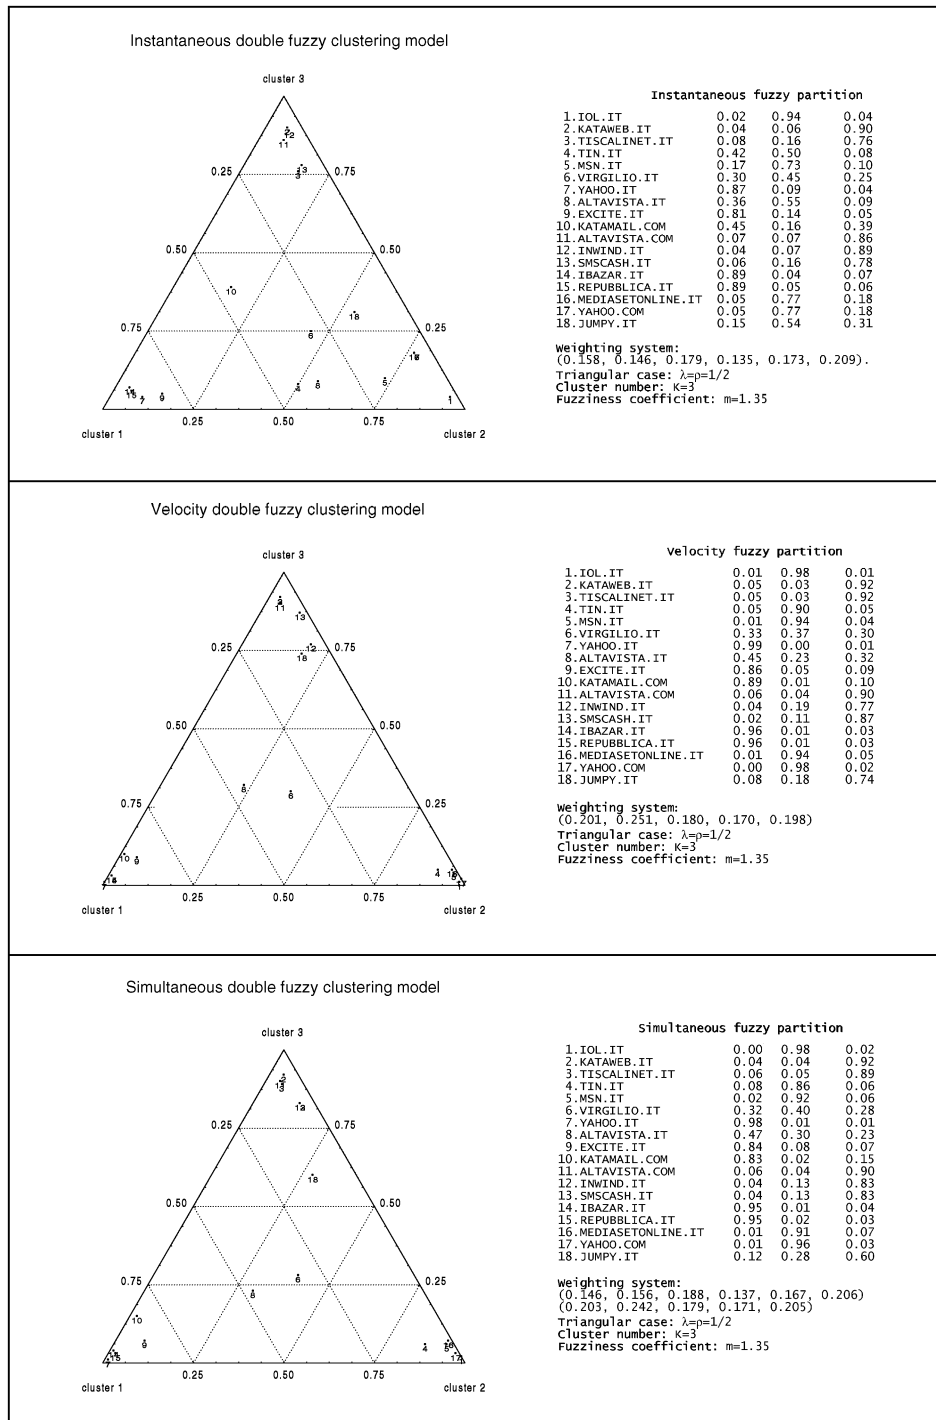 Instantaneous double fuzzy clustering model
cluster 3
0.25
0.75
0.50
0.50
0.75
0.25
0.25
0.50
0.75
cluster 1
cluster 2
Instantaneous fuzzy partition
1.IOL.IT 0.02 0.94 0.04
2.KATAWEB.IT 0.04 0.06 0.90
3.TISCALINET.IT 0.08 0.16 0.76
4.TIN.IT 0.42 0.50 0.08
5.MSN.IT 0.17 0.73 0.10
6.VIRGILIO.IT 0.30 0.45 0.25
7.YAHOO.IT 0.87 0.09 0.04
8.ALTAVISTA.IT 0.36 0.55 0.09
9.EXCITE.IT 0.81 0.14 0.05
10.KATAMAIL.COM 0.45 0.16 0.39
11.ALTAVISTA.COM 0.07 0.07 0.86
12.INWIND.IT 0.04 0.07 0.89
13.SMSCASH.IT 0.06 0.16 0.78
14.IBAZAR.IT 0.89 0.04 0.07
15.REPUBBLICA.IT 0.89 0.05 0.06
16.MEDIASETONLINE.IT 0.05 0.77 0.18
17.YAHOO.COM 0.05 0.77 0.18
18.JUMPY.IT 0.15 0.54 0.31
Weighting system:
(0.158, 0.146, 0.179, 0.135, 0.173, 0.209).
Triangular case: λ=ρ=1/2
Cluster number: K=3
Fuzziness coefficient: m=1.35
Velocity double fuzzy clustering model
cluster 3
0.25
0.75
0.50
0.50
0.75
0.25
0.25
0.50
0.75
cluster 1
cluster 2
Velocity fuzzy partition
1.IOL.IT 0.01 0.98 0.01
2.KATAWEB.IT 0.05 0.03 0.92
3.TISCALINET.IT 0.05 0.03 0.92
4.TIN.IT 0.05 0.90 0.05
5.MSN.IT 0.01 0.94 0.04
6.VIRGILIO.IT 0.33 0.37 0.30
7.YAHOO.IT 0.99 0.00 0.01
8.ALTAVISTA.IT 0.45 0.23 0.32
9.EXCITE.IT 0.86 0.05 0.09
10.KATAMAIL.COM 0.89 0.01 0.10
11.ALTAVISTA.COM 0.06 0.04 0.90
12.INWIND.IT 0.04 0.19 0.77
13.SMSCASH.IT 0.02 0.11 0.87
14.IBAZAR.IT 0.96 0.01 0.03
15.REPUBBLICA.IT 0.96 0.01 0.03
16.MEDIASETONLINE.IT 0.01 0.94 0.05
17.YAHOO.COM 0.00 0.98 0.02
18.JUMPY.IT 0.08 0.18 0.74
Weighting system:
(0.201, 0.251, 0.180, 0.170, 0.198)
Triangular case: λ=ρ=1/2
Cluster number: K=3
Fuzziness coefficient: m=1.35
Simultaneous double fuzzy clustering model
cluster 3
0.25
0.75
0.50
0.50
0.75
0.25
0.25
0.50
0.75
cluster 1
cluster 2
Simultaneous fuzzy partition
1.IOL.IT 0.00 0.98 0.02
2.KATAWEB.IT 0.04 0.04 0.92
3.TISCALINET.IT 0.06 0.05 0.89
4.TIN.IT 0.08 0.86 0.06
5.MSN.IT 0.02 0.92 0.06
6.VIRGILIO.IT 0.32 0.40 0.28
7.YAHOO.IT 0.98 0.01 0.01
8.ALTAVISTA.IT 0.47 0.30 0.23
9.EXCITE.IT 0.84 0.08 0.07
10.KATAMAIL.COM 0.83 0.02 0.15
11.ALTAVISTA.COM 0.06 0.04 0.90
12.INWIND.IT 0.04 0.13 0.83
13.SMSCASH.IT 0.04 0.13 0.83
14.IBAZAR.IT 0.95 0.01 0.04
15.REPUBBLICA.IT 0.95 0.02 0.03
16.MEDIASETONLINE.IT 0.01 0.91 0.07
17.YAHOO.COM 0.01 0.96 0.03
18.JUMPY.IT 0.12 0.28 0.60
Weighting system:
(0.146, 0.156, 0.188, 0.137, 0.167, 0.206)
(0.203, 0.242, 0.179, 0.171, 0.205)
Triangular case: λ=ρ=1/2
Cluster number: K=3
Fuzziness coefficient: m=1.35